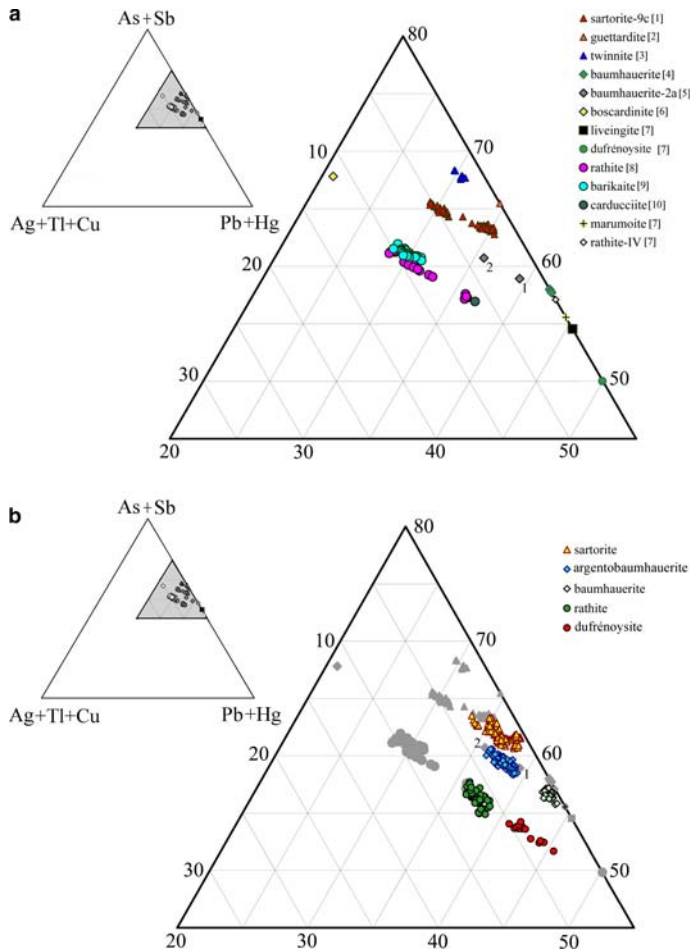 a
As+Sb
Ag+Tl+Cu
Pb+Hg
80
70
60
50
10
20
30
20
30
40
50
2
1
sartorite-9c [1]
guettardite [2]
twinnite [3]
baumhauerite [4]
baumhauerite-2a [5]
boscardinite [6]
liveingite [7]
dufrénoysite [7]
rathite [8]
barikaite [9]
carducciite [10]
marumoite [7]
rathite-IV [7]
b
As+Sb
Ag+Tl+Cu
Pb+Hg
80
70
60
50
10
20
30
20
30
40
50
2
1
sartorite
argentobaumhauerite
baumhauerite
rathite
dufrénoysite